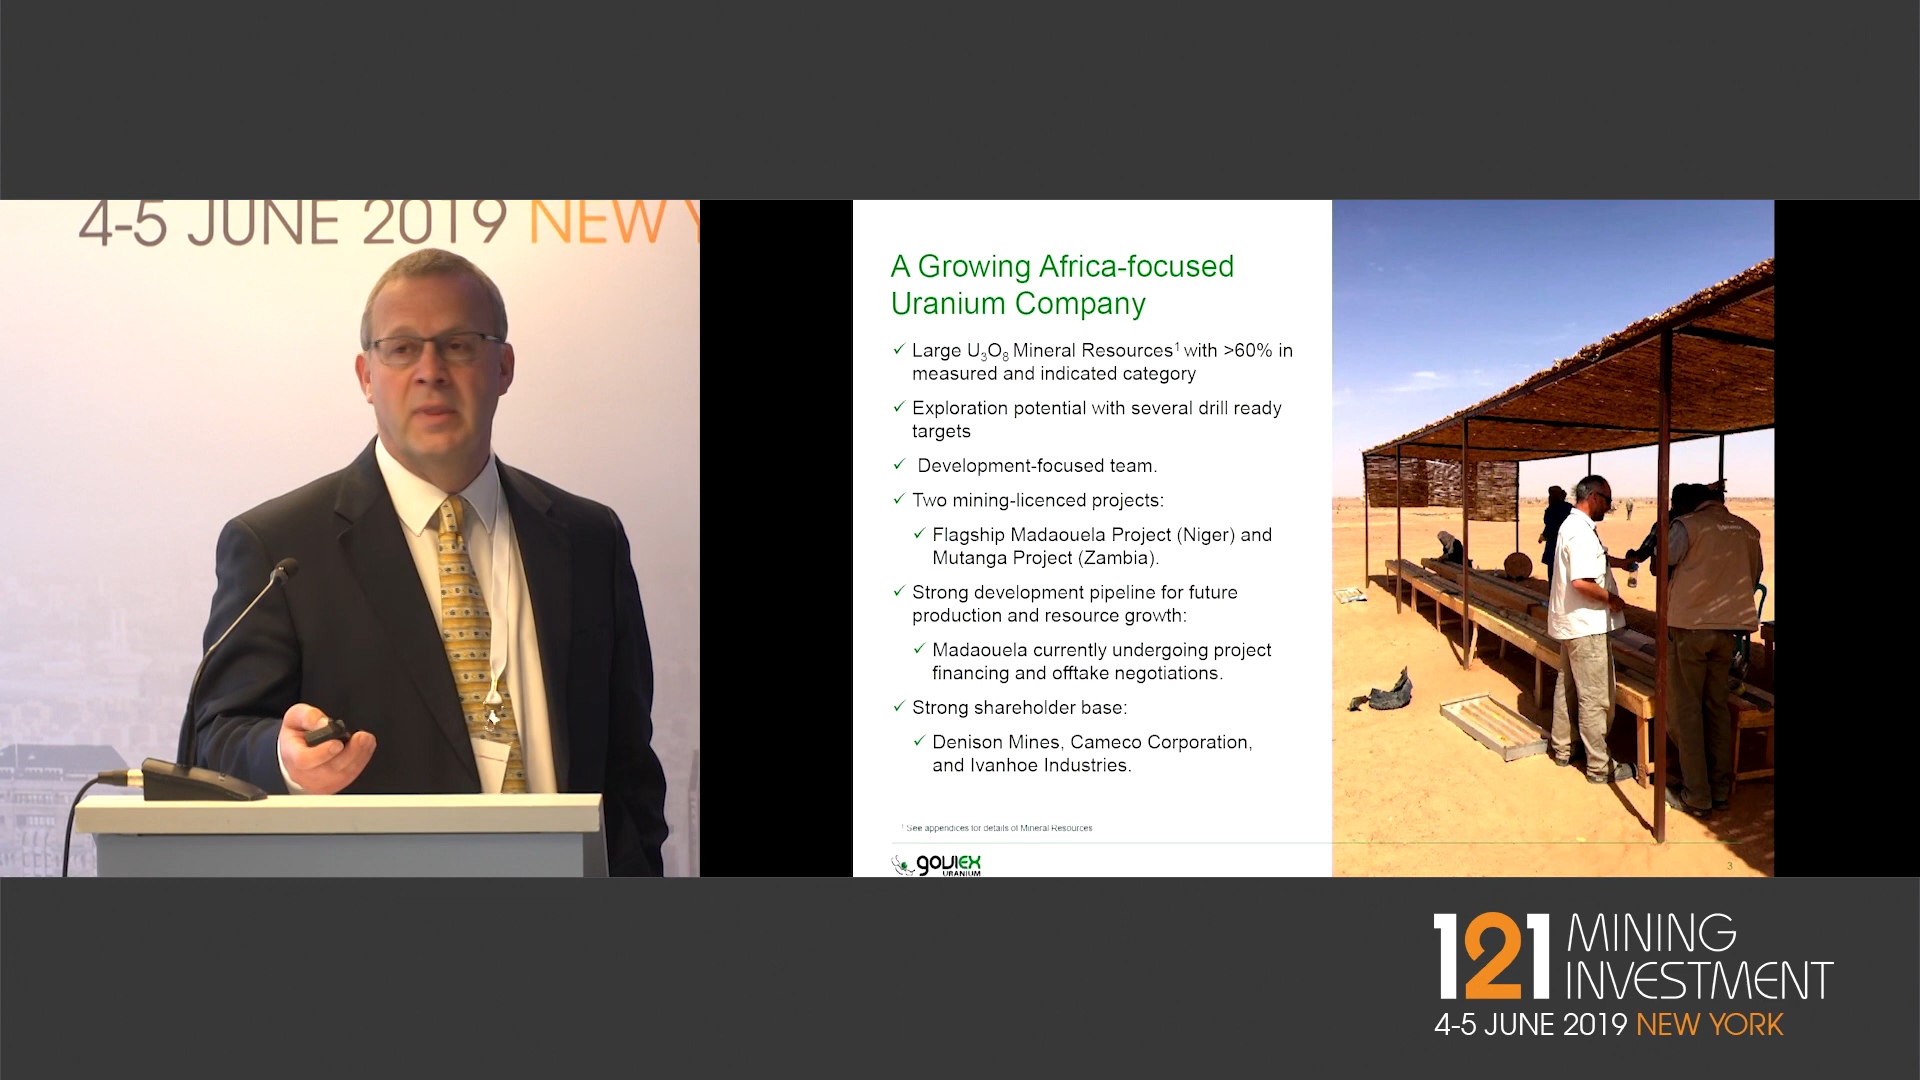 4-5 JUNE 2019 NEW Y
A Growing Africa-focused
Uranium Company
✓ Large U3O8 Mineral Resources1 with >60% in
measured and indicated category
✓ Exploration potential with several drill ready
targets
✓ Development-focused team.
✓ Two mining-licenced projects:
✓ Flagship Madaouela Project (Niger) and
Mutanga Project (Zambia).
✓ Strong development pipeline for future
production and resource growth:
✓ Madaouela currently undergoing project
financing and offtake negotiations.
✓ Strong shareholder base:
✓ Denison Mines, Cameco Corporation,
and Ivanhoe Industries.
1 See appendices for details of Mineral Resources
goviex
URANIUM
3
121 MINING
INVESTMENT
4-5 JUNE 2019 NEW YORK